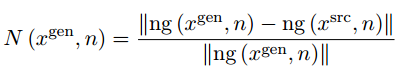 N (x^gen, n) = ‖ng (x^gen, n) − ng (x^src, n)‖ / ‖ng (x^gen, n)‖